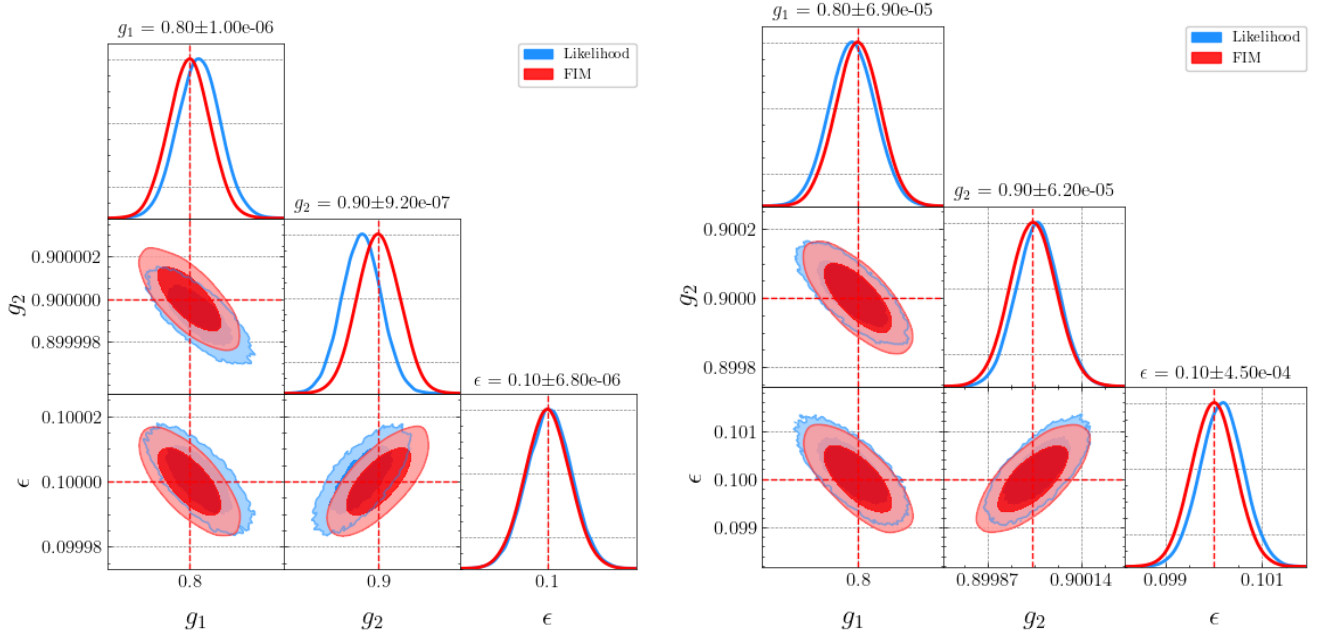 g₁ = 0.80±1.00e-06
Likelihood
FIM
g₂ = 0.90±9.20e-07
g₂
0.900002
0.900000
0.899998
ϵ = 0.10±6.80e-06
ϵ
0.10002
0.10000
0.09998
0.8
0.9
0.1
g₁
g₂
ϵ
g₁ = 0.80±6.90e-05
Likelihood
FIM
g₂ = 0.90±6.20e-05
g₂
0.9002
0.9000
0.8998
ϵ = 0.10±4.50e-04
ϵ
0.101
0.100
0.099
0.8
0.89987
0.90014
0.099
0.101
g₁
g₂
ϵ